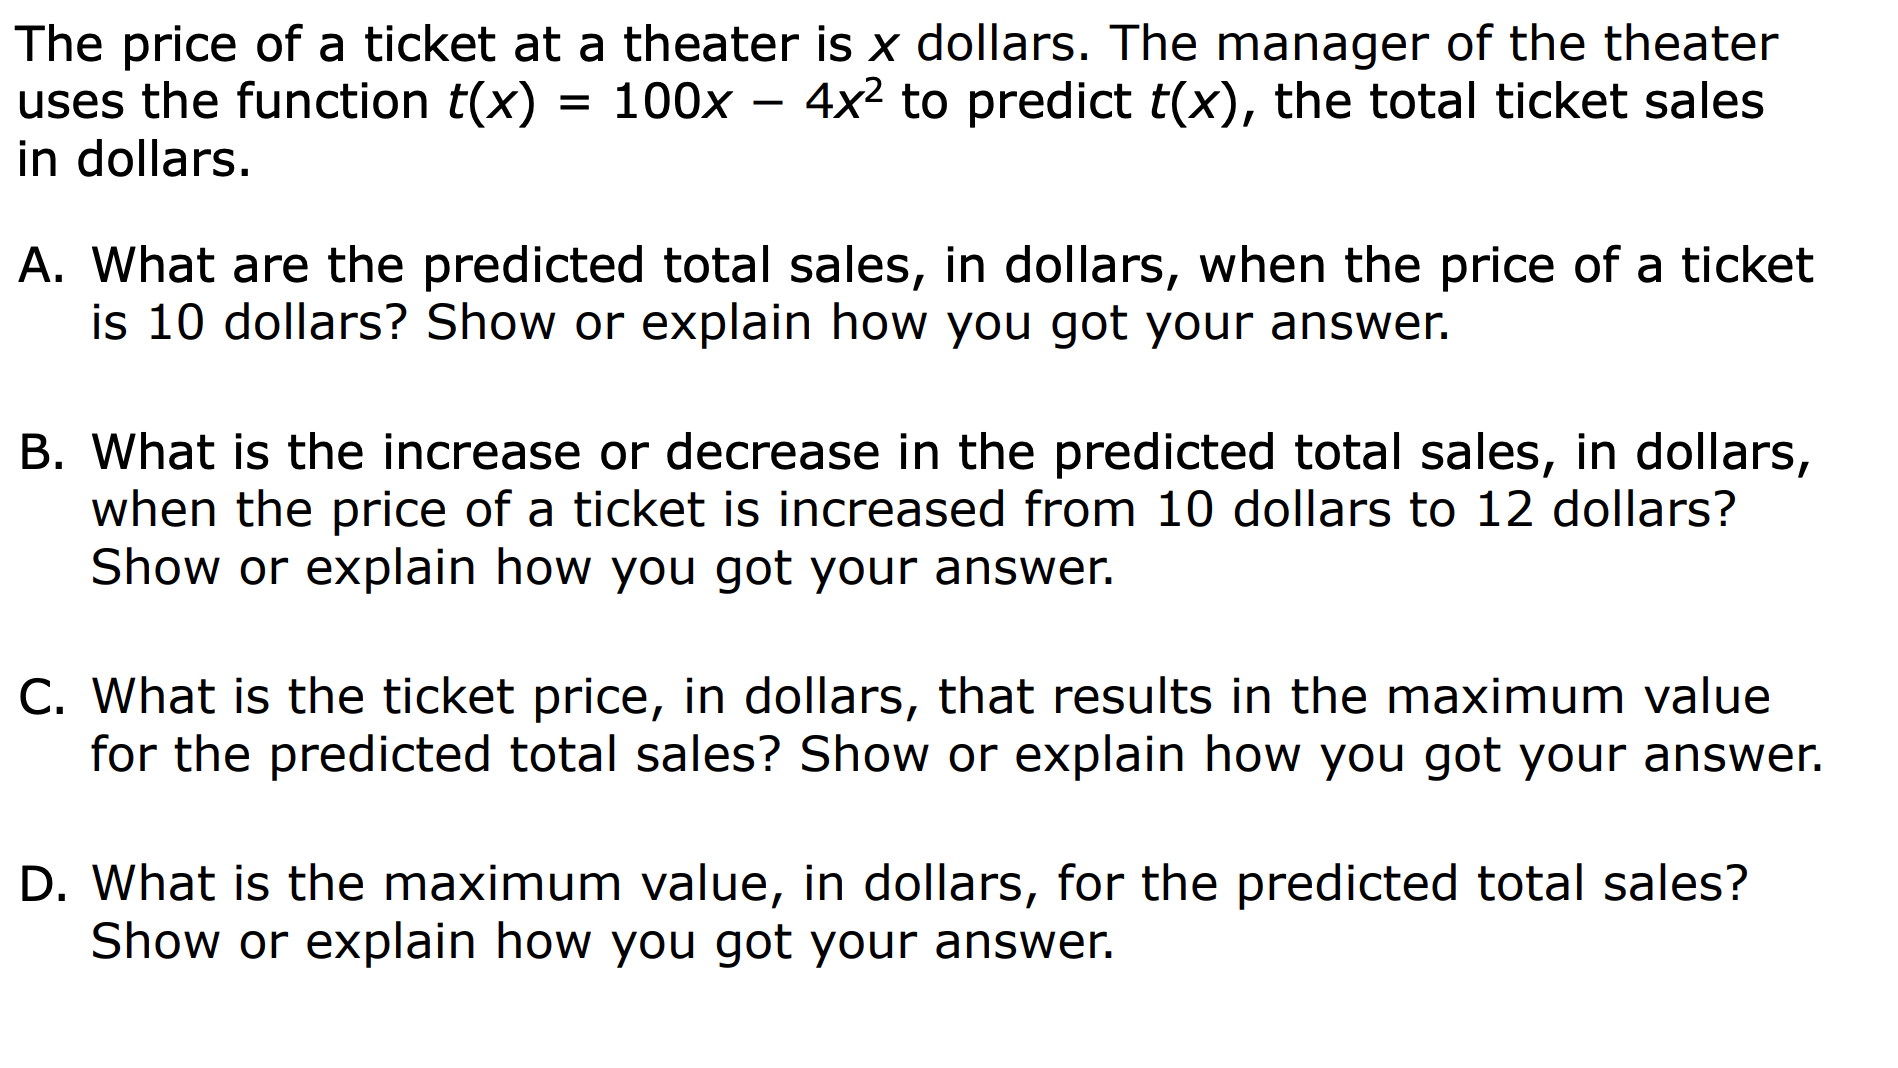 The price of a ticket at a theater is x dollars. The manager of the theater
uses the function t(x) = 100x – 4x² to predict t(x), the total ticket sales
in dollars.
A. What are the predicted total sales, in dollars, when the price of a ticket
is 10 dollars? Show or explain how you got your answer.
B. What is the increase or decrease in the predicted total sales, in dollars,
when the price of a ticket is increased from 10 dollars to 12 dollars?
Show or explain how you got your answer.
C. What is the ticket price, in dollars, that results in the maximum value
for the predicted total sales? Show or explain how you got your answer.
D. What is the maximum value, in dollars, for the predicted total sales?
Show or explain how you got your answer.